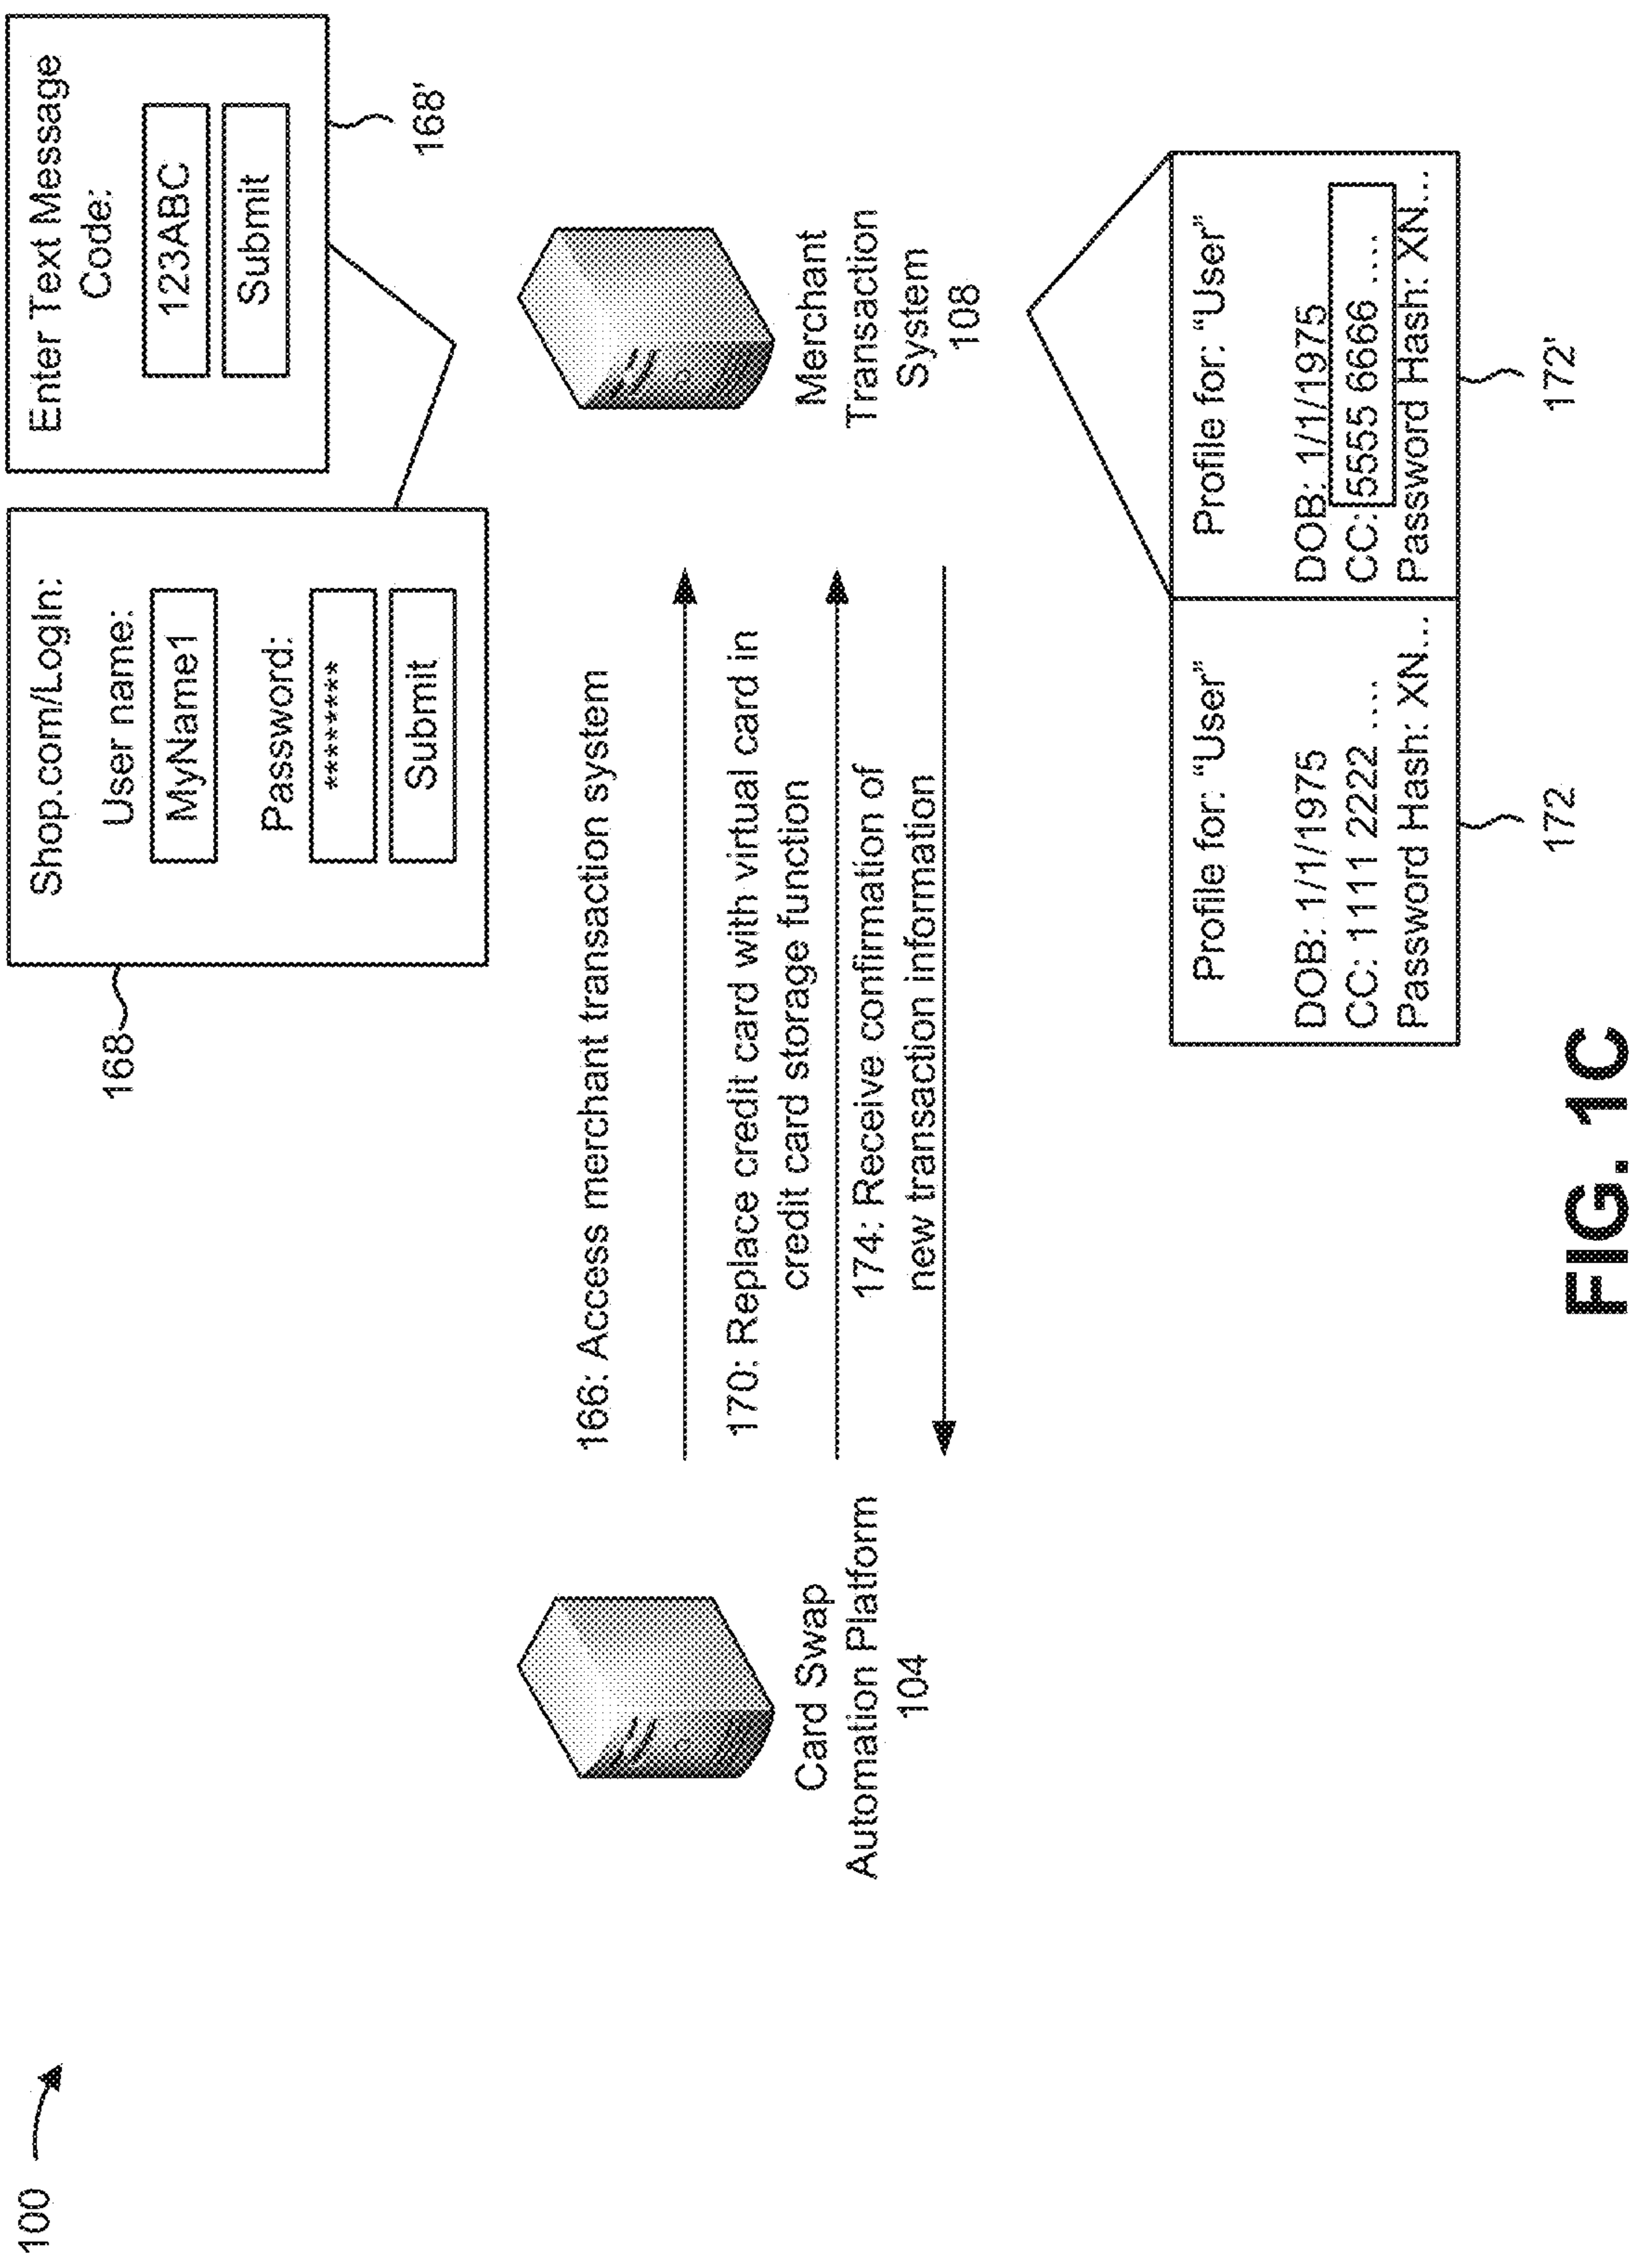 100
168
Shop.com/LogIn:
User name:
MyName1
Password:
********
Submit
Enter Text Message
Code:
123ABC
Submit
168'
166: Access merchant transaction system
170: Replace credit card with virtual card in
credit card storage function
174: Receive confirmation of
new transaction information
Card Swap
Automation Platform
104
Merchant
Transaction
System
108
Profile for: “User”
DOB: 1/1/1975
CC: 1111 2222 ....
Password Hash: XN...
172
Profile for: “User”
DOB: 1/1/1975
CC: 5555 6666 ....
Password Hash: XN...
172'
FIG. 1C